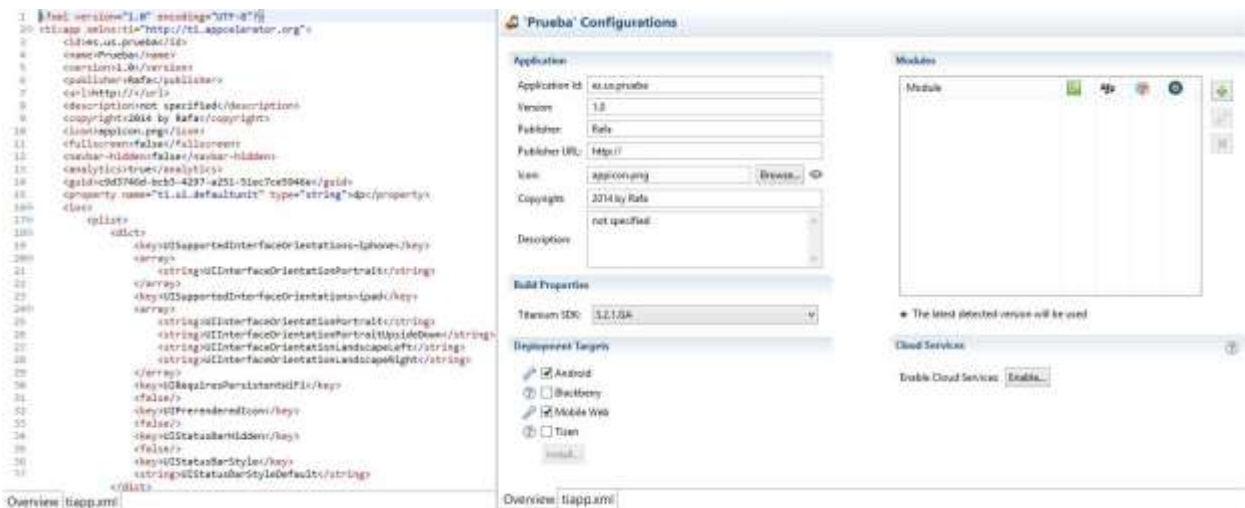 1 <?xml version="1.0" encoding="UTF-8"?>
<ti:app xmlns:ti="http://ti.appcelerator.org">
<id>es.us.prueba</id>
<name>Prueba</name>
<version>1.0</version>
<publisher>Rafa</publisher>
<url>http://</url>
<description>not specified</description>
<copyright>2014 by Rafa</copyright>
<icon>appicon.png</icon>
<fullscreen>false</fullscreen>
<navbar-hidden>false</navbar-hidden>
<analytics>true</analytics>
<property name="ti.ui.defaultunit" type="string">dp</property>
<ios>
<plist>
<dict>
<key>UISupportedInterfaceOrientations~iphone</key>
<array>
<string>UIInterfaceOrientationPortrait</string>
</array>
<key>UISupportedInterfaceOrientations~ipad</key>
<array>
<string>UIInterfaceOrientationPortrait</string>
<string>UIInterfaceOrientationPortraitUpsideDown</string>
<string>UIInterfaceOrientationLandscapeLeft</string>
<string>UIInterfaceOrientationLandscapeRight</string>
</array>
<key>UIRequiresPersistentWiFi</key>
<false/>
<key>UIPrerenderedIcon</key>
<false/>
<key>UIStatusBarHidden</key>
<false/>
<key>UIStatusBarStyle</key>
<string>UIStatusBarStyleDefault</string>
</dict>
Overview tiapp.xml
'Prueba' Configurations
Application
Application Id: es.us.prueba
Version: 1.0
Publisher: Rafa
Publisher URL: http://
Icon: appicon.png Browse...
Copyright: 2014 by Rafa
Description: not specified
Build Properties
Titanium SDK: 3.2.1.GA
Deployment Targets
Android
Blackberry
Mobile Web
Tizen
Install...
Modules
Module
The latest detected version will be used
Cloud Services
Enable Cloud Services: Enable...
Overview tiapp.xml